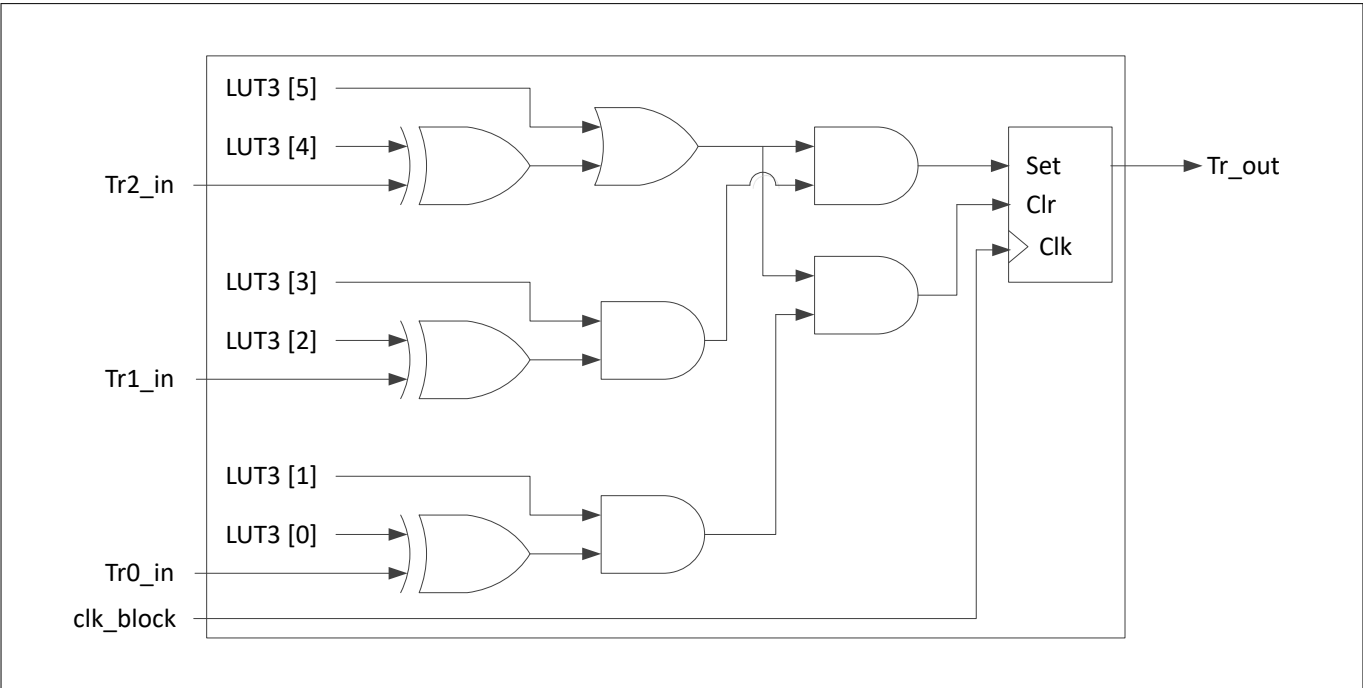 LUT3 [5]
LUT3 [4]
Tr2_in
LUT3 [3]
LUT3 [2]
Tr1_in
LUT3 [1]
LUT3 [0]
Tr0_in
clk_block
Set
Clr
Clk
Tr_out